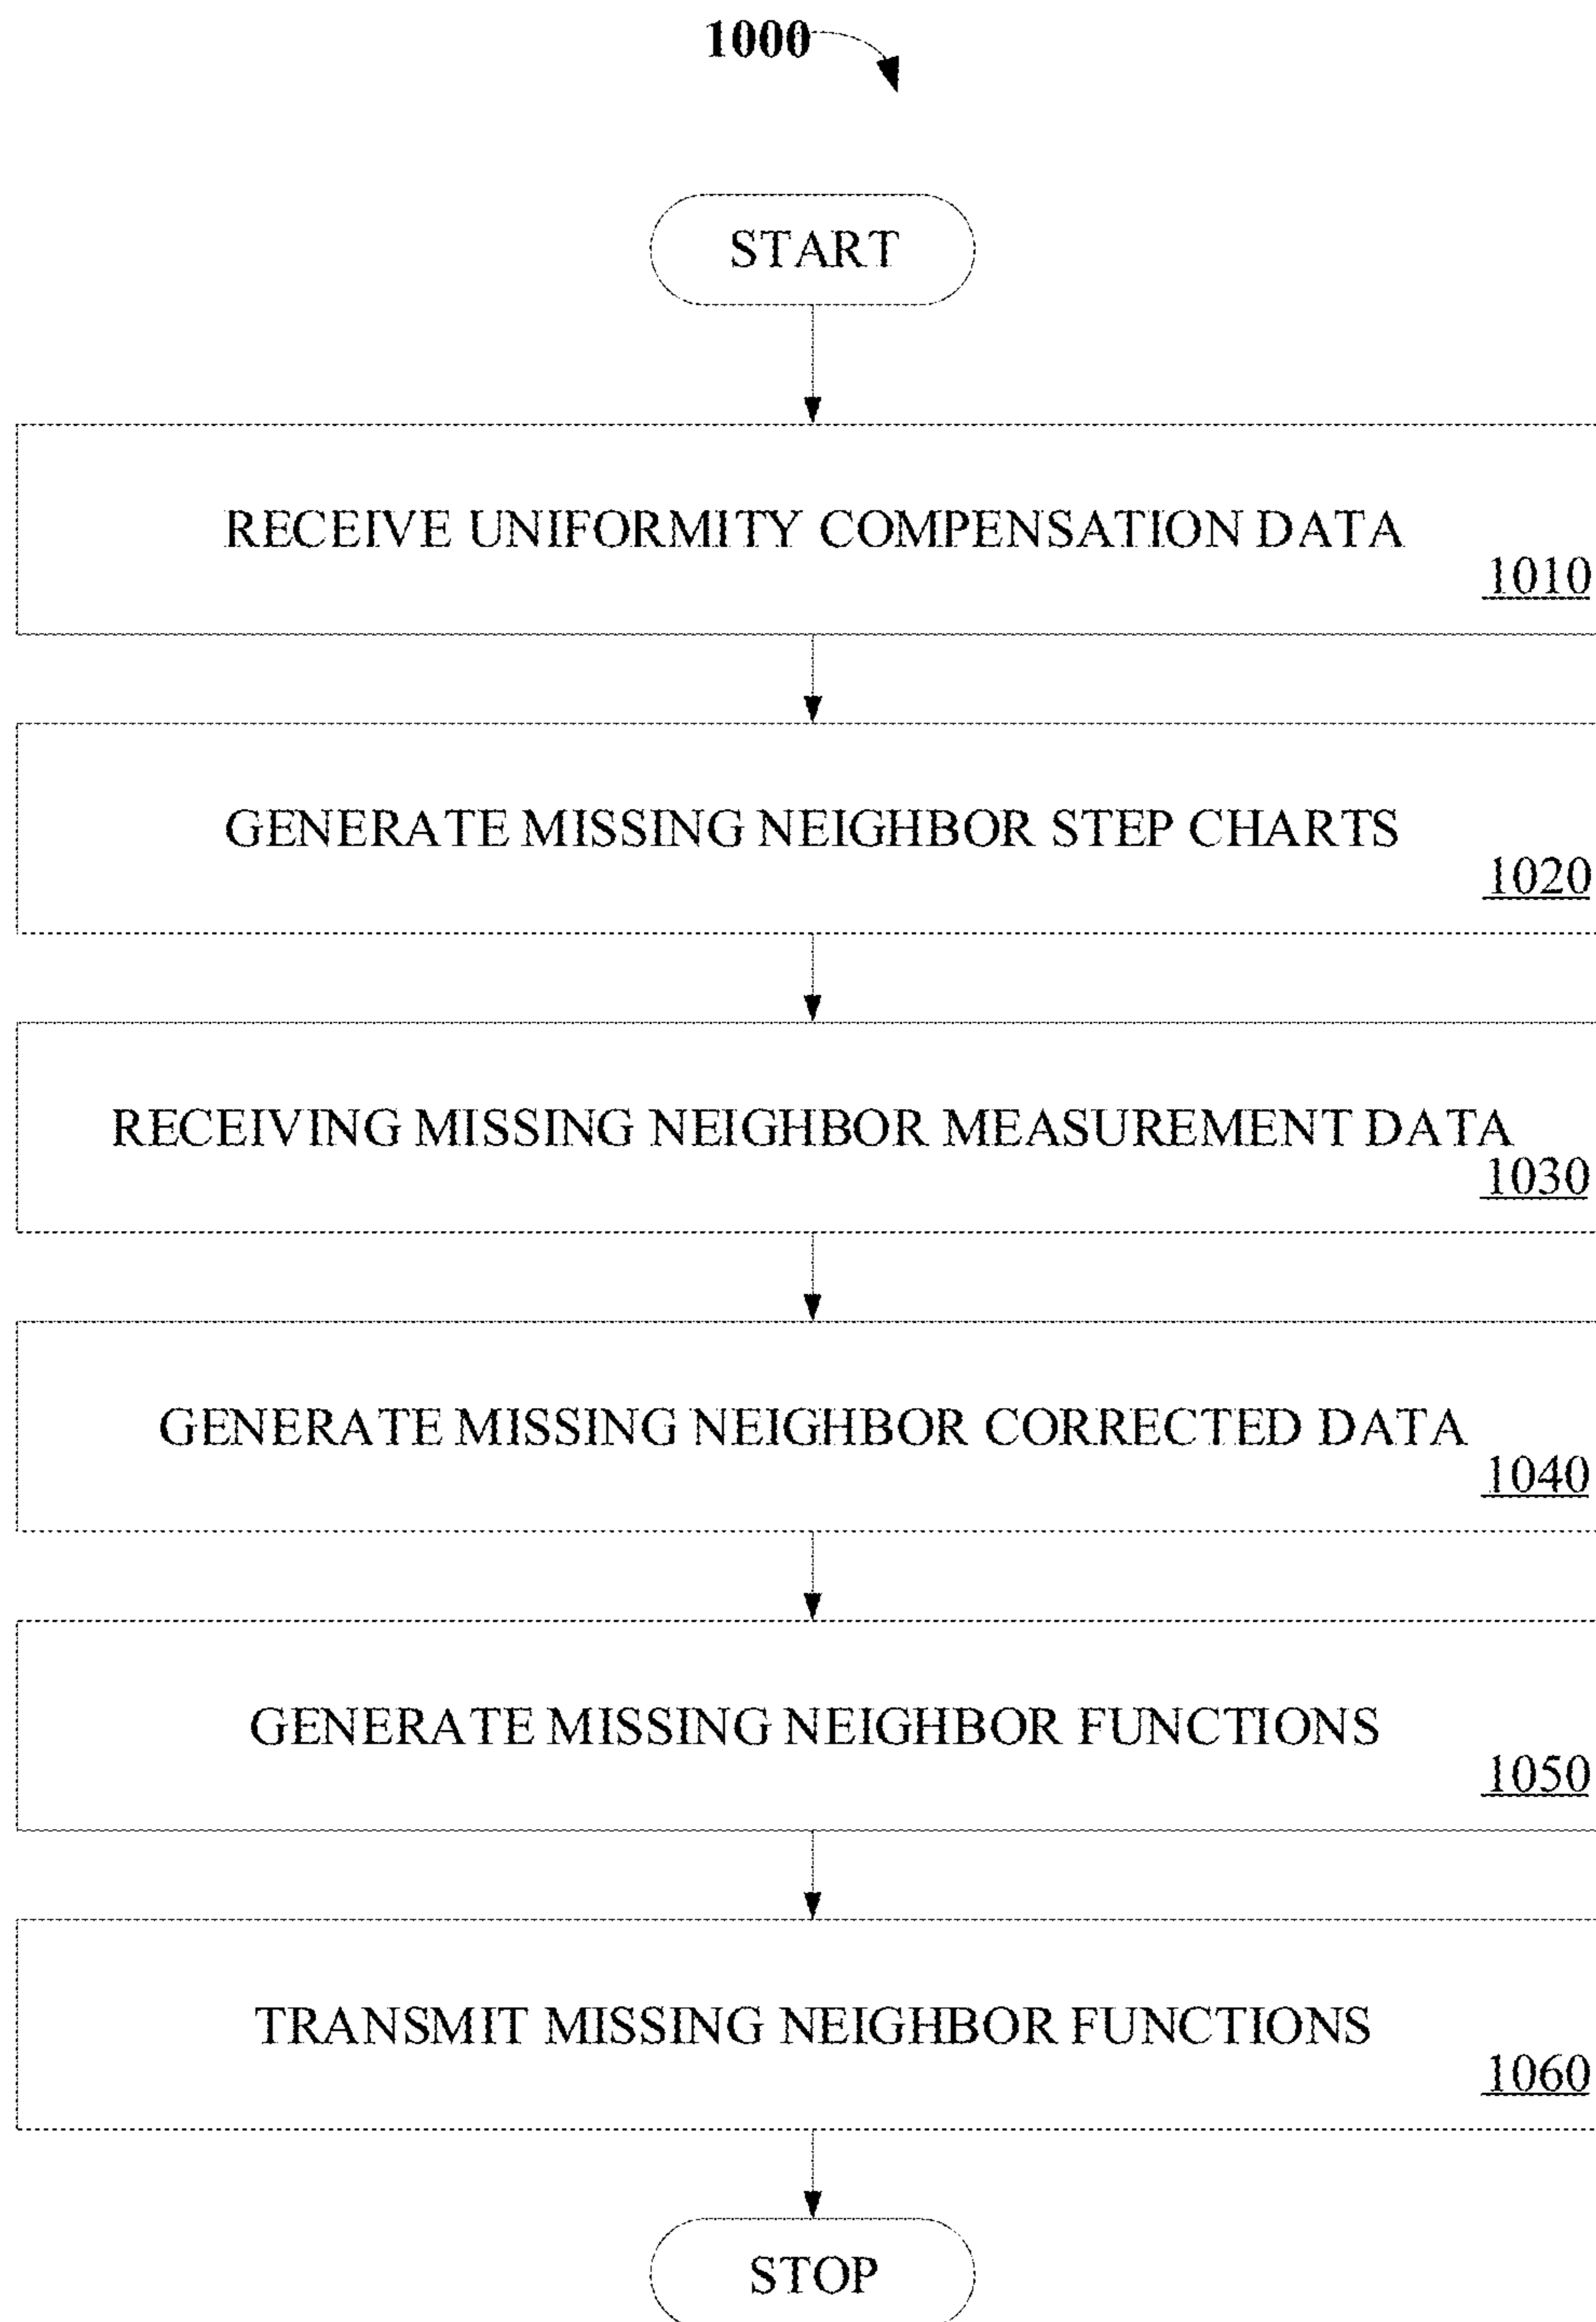 1000
START
RECEIVE UNIFORMITY COMPENSATION DATA
1010
GENERATE MISSING NEIGHBOR STEP CHARTS
1020
RECEIVING MISSING NEIGHBOR MEASUREMENT DATA
1030
GENERATE MISSING NEIGHBOR CORRECTED DATA
1040
GENERATE MISSING NEIGHBOR FUNCTIONS
1050
TRANSMIT MISSING NEIGHBOR FUNCTIONS
1060
STOP